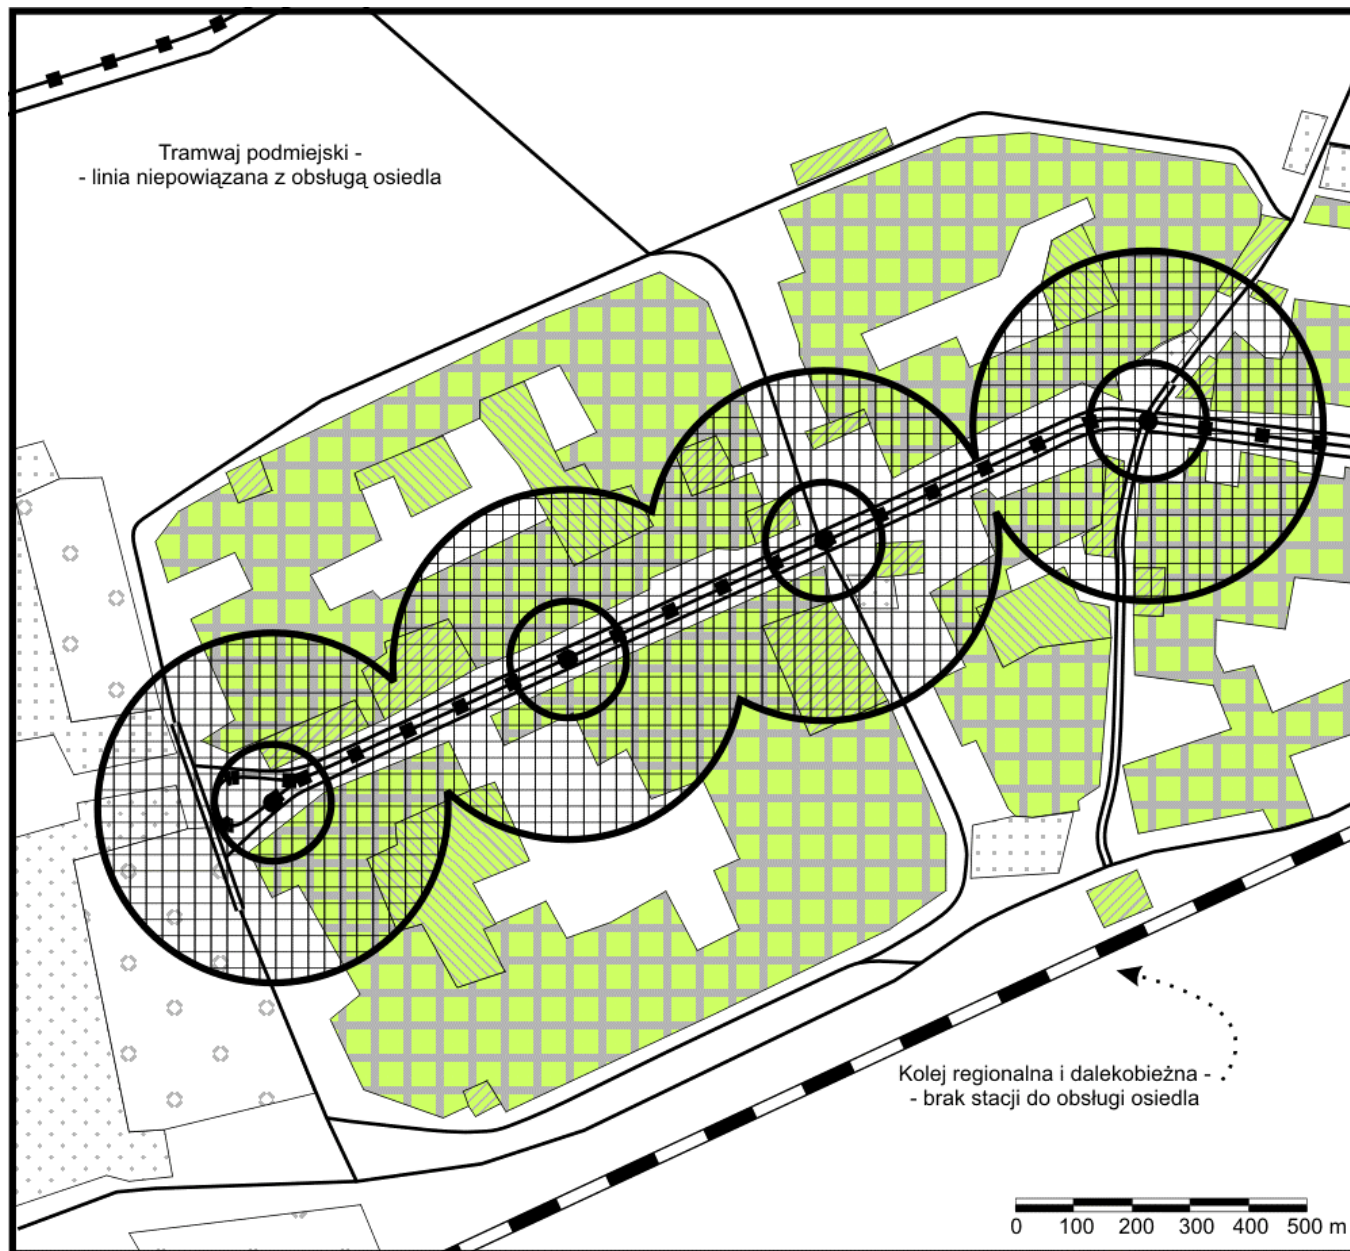 Tramwaj podmiejski -
- linia niepowiązana z obsługą osiedla
Kolej regionalna i dalekobieżna -
- brak stacji do obsługi osiedla
0 100 200 300 400 500 m